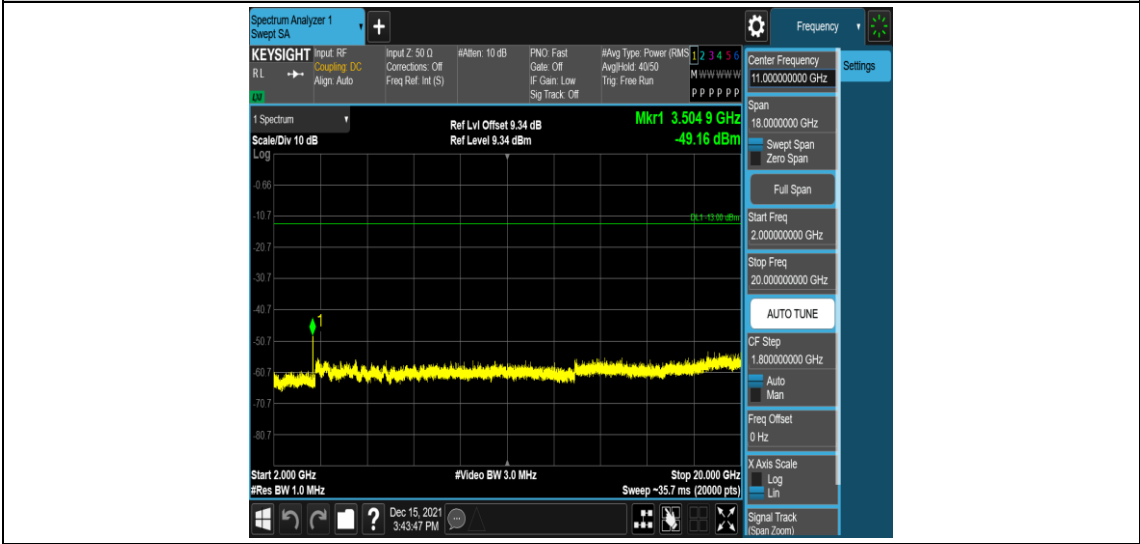 Spectrum Analyzer 1
Swept SA
+
Frequency
KEYSIGHT
RL
LW
Input: RF
Coupling: DC
Align: Auto
Input Z: 50 Ω
Corrections: Off
Freq Ref: Int (S)
#Atten: 10 dB
PNO: Fast
Gate: Off
IF Gain: Low
Sig Track: Off
#Avg Type: Power (RMS
Avg|Hold: 40/50
Trig: Free Run
1 2 3 4 5 6
M W W W W W
P P P P P P
Center Frequency
11.000000000 GHz
Settings
Span
18.0000000 GHz
Swept Span
Zero Span
Full Span
Start Freq
2.000000000 GHz
Stop Freq
20.000000000 GHz
AUTO TUNE
CF Step
1.800000000 GHz
Auto
Man
Freq Offset
0 Hz
X Axis Scale
Log
Lin
Signal Track
(Span Zoom)
1 Spectrum
Scale/Div 10 dB
Log
Ref Lvl Offset 9.34 dB
Ref Level 9.34 dBm
Mkr1 3.504 9 GHz
-49.16 dBm
-0.66
-10.7
DL1 -13.00 dBm
-20.7
-30.7
-40.7
1
-50.7
-60.7
-70.7
-80.7
Start 2.000 GHz
#Video BW 3.0 MHz
Stop 20.000 GHz
#Res BW 1.0 MHz
Sweep ~35.7 ms (20000 pts)
?
Dec 15, 2021
3:43:47 PM